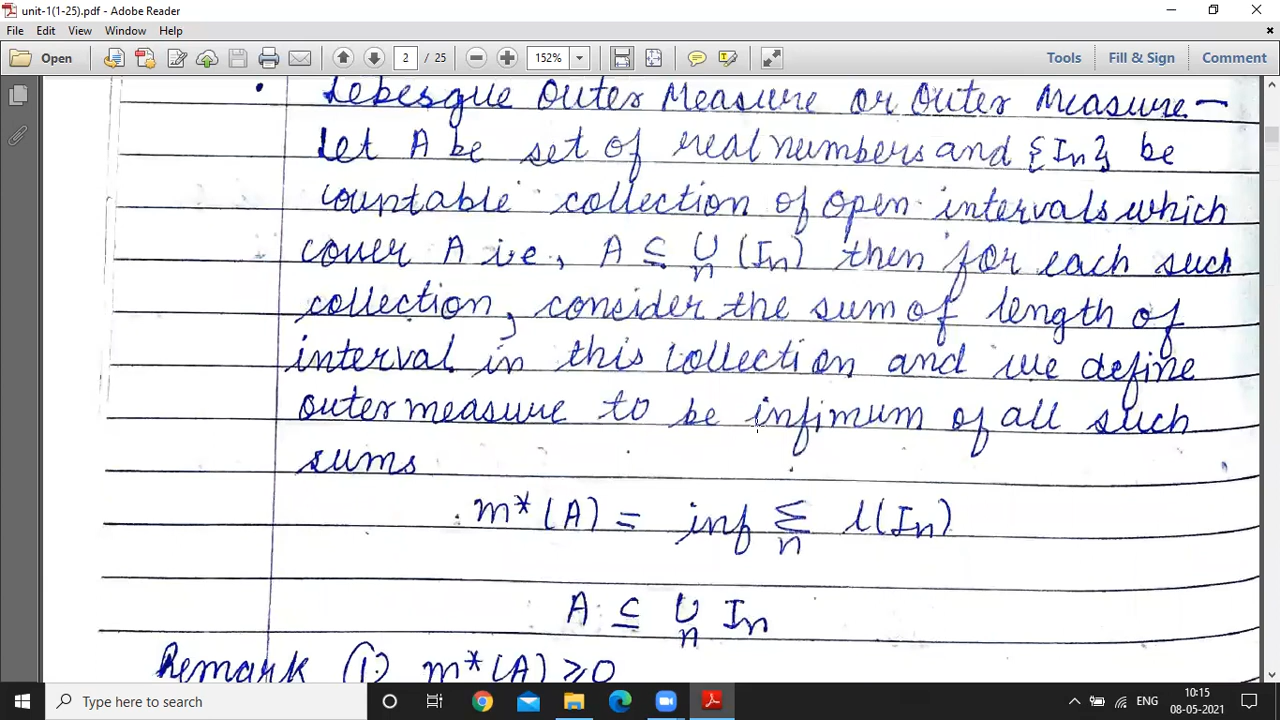 unit-1(1-25).pdf - Adobe Reader
File Edit View Window Help
Open 2 / 25 152% Tools Fill & Sign Comment
Lebesgue Outer Measure or Outer Measure -
Let A be set of real numbers and {In} be
countable collection of open intervals which
cover A i.e., A ⊆ ∪n (In) then for each such
collection, consider the sum of length of
interval in this collection and we define
outer measure to be infimum of all such
sums
m*(A) = inf Σn l(In)
A ⊆ ∪n In
Remark (1) m*(A) ≥ 0
Type here to search
ENG
10:15
08-05-2021